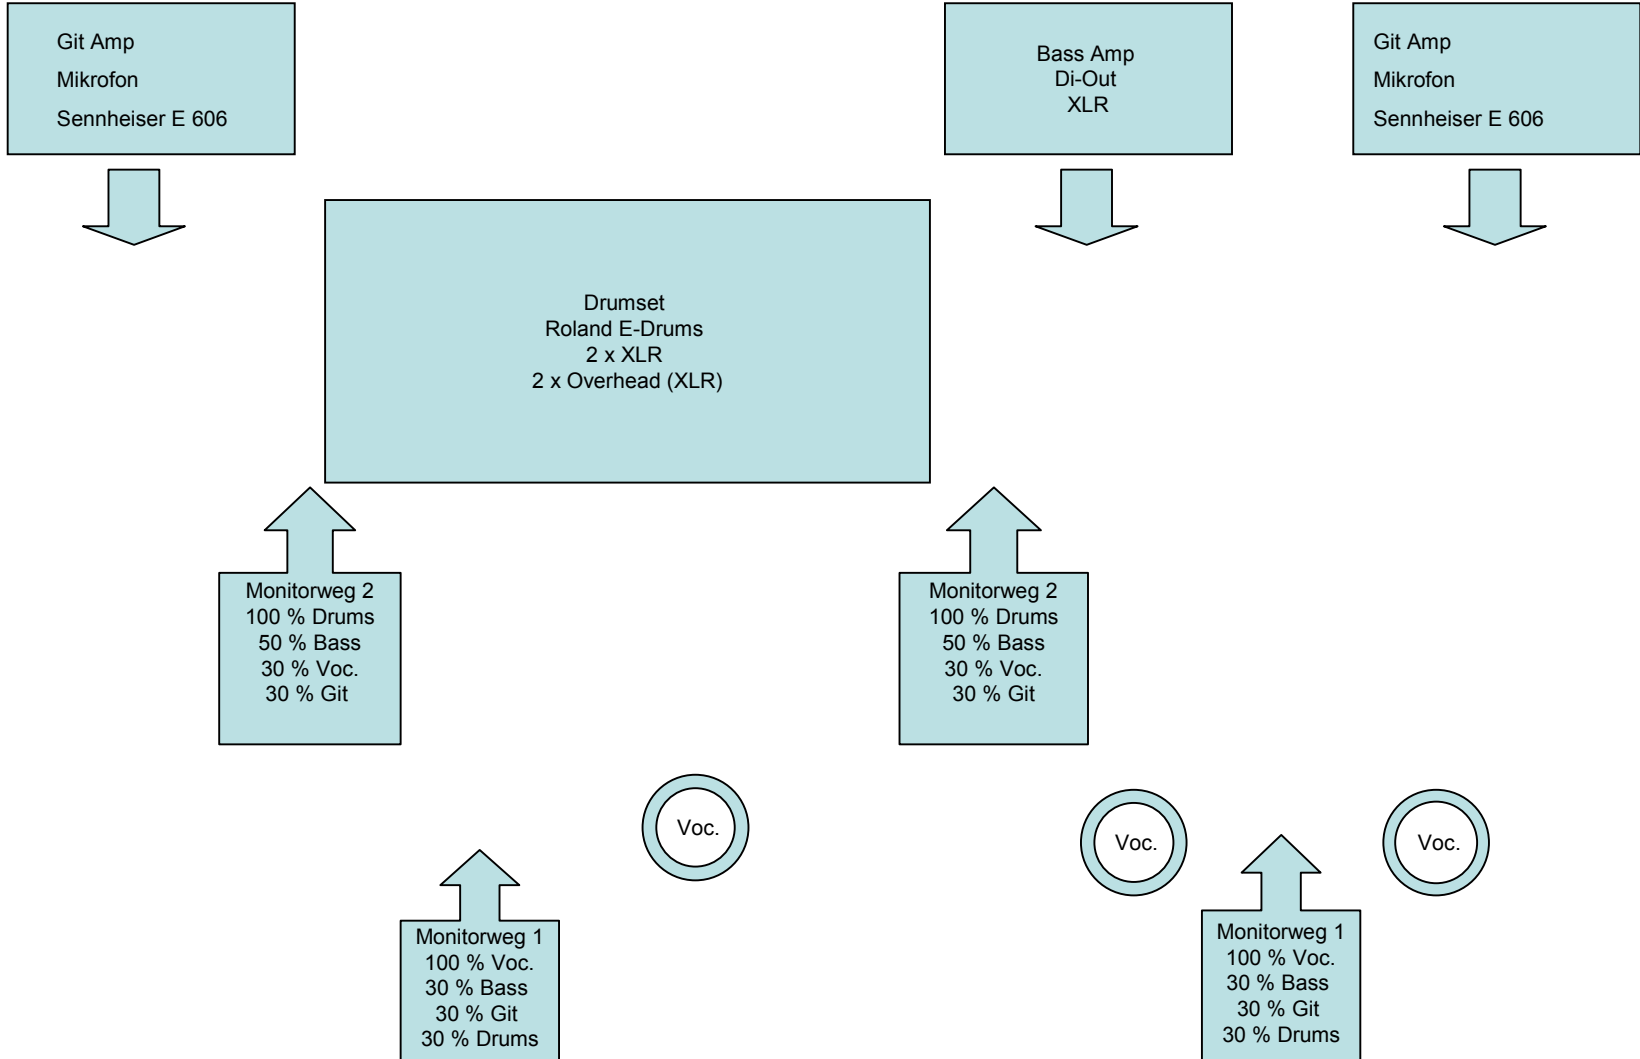 Git Amp
Mikrofon
Sennheiser E 606
Bass Amp
Di-Out
XLR
Git Amp
Mikrofon
Sennheiser E 606
Drumset
Roland E-Drums
2 x XLR
2 x Overhead (XLR)
Monitorweg 2
100 % Drums
50 % Bass
30 % Voc.
30 % Git
Monitorweg 2
100 % Drums
50 % Bass
30 % Voc.
30 % Git
Voc.
Voc.
Voc.
Monitorweg 1
100 % Voc.
30 % Bass
30 % Git
30 % Drums
Monitorweg 1
100 % Voc.
30 % Bass
30 % Git
30 % Drums